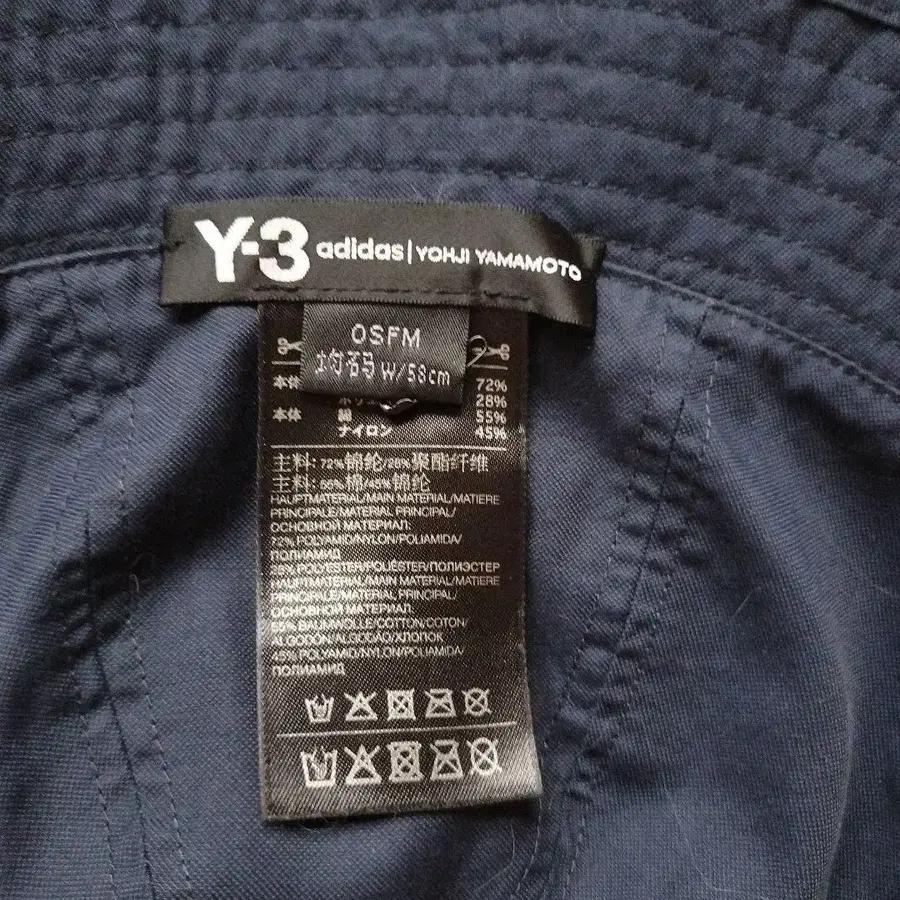 Y-3 adidas | YOHJI YAMAMOTO
OSFM
均码 W/58cm
本体 72%
28%
本体 綿 55%
ナイロン 45%
主料: 72%锦纶/28%聚酯纤维
主料: 55%棉/45%锦纶
HAUPTMATERIAL/MAIN MATERIAL/MATIERE
PRINCIPALE/MATERIAL PRINCIPAL/
ОСНОВНОЙ МАТЕРИАЛ:
72% POLYAMID/NYLON/POLIAMIDA/
ПОЛИАМИД
28% POLYESTER/POLIÉSTER/ПОЛИЭСТЕР
HAUPTMATERIAL/MAIN MATERIAL/MATIERE
PRINCIPALE/MATERIAL PRINCIPAL/
ОСНОВНОЙ МАТЕРИАЛ:
55% BAUMWOLLE/COTTON/COTON/
ALGODON/ALGODÃO/ХЛОПОК
45% POLYAMID/NYLON/POLIAMIDA/
ПОЛИАМИД